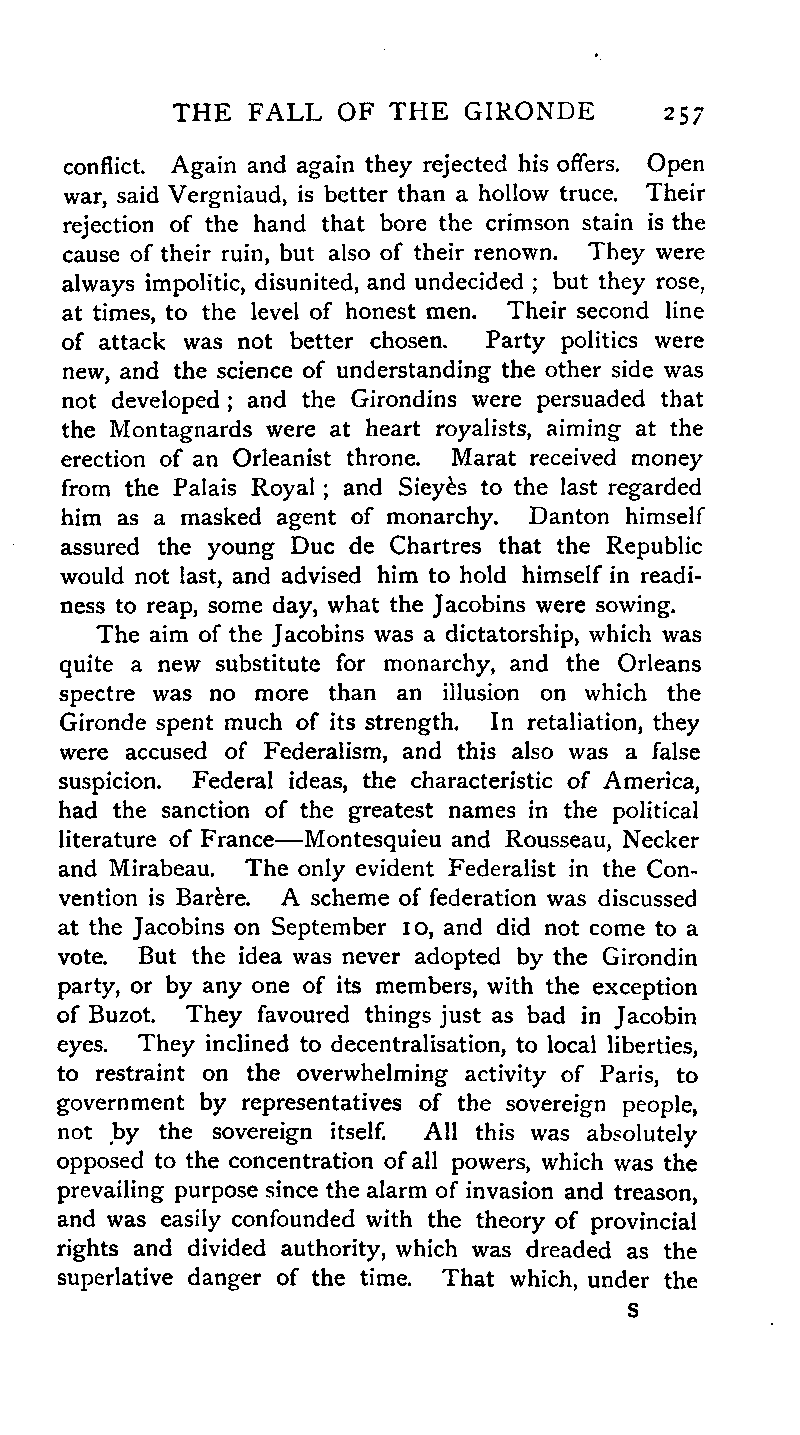 THE FALL OF THE GIRONDE 257
conflict. Again and again they rejected his offers. Open
war, said Vergniaud, is better than a hollow truce. Their
rejection of the hand that bore the crimson stain is the
cause of their ruin, but also of their renown. They were
always impolitic, disunited, and undecided ; but they rose,
at times, to the level of honest men. Their second line
of attack was not better chosen. Party politics were
new, and the science of understanding the other side was
not developed ; and the Girondins were persuaded that
the Montagnards were at heart royalists, aiming at the
erection of an Orleanist throne. Marat received money
from the Palais Royal ; and Sieyès to the last regarded
him as a masked agent of monarchy. Danton himself
assured the young Duc de Chartres that the Republic
would not last, and advised him to hold himself in readi-
ness to reap, some day, what the Jacobins were sowing.
The aim of the Jacobins was a dictatorship, which was
quite a new substitute for monarchy, and the Orleans
spectre was no more than an illusion on which the
Gironde spent much of its strength. In retaliation, they
were accused of Federalism, and this also was a false
suspicion. Federal ideas, the characteristic of America,
had the sanction of the greatest names in the political
literature of France—Montesquieu and Rousseau, Necker
and Mirabeau. The only evident Federalist in the Con-
vention is Barère. A scheme of federation was discussed
at the Jacobins on September 10, and did not come to a
vote. But the idea was never adopted by the Girondin
party, or by any one of its members, with the exception
of Buzot. They favoured things just as bad in Jacobin
eyes. They inclined to decentralisation, to local liberties,
to restraint on the overwhelming activity of Paris, to
government by representatives of the sovereign people,
not by the sovereign itself. All this was absolutely
opposed to the concentration of all powers, which was the
prevailing purpose since the alarm of invasion and treason,
and was easily confounded with the theory of provincial
rights and divided authority, which was dreaded as the
superlative danger of the time. That which, under the
S